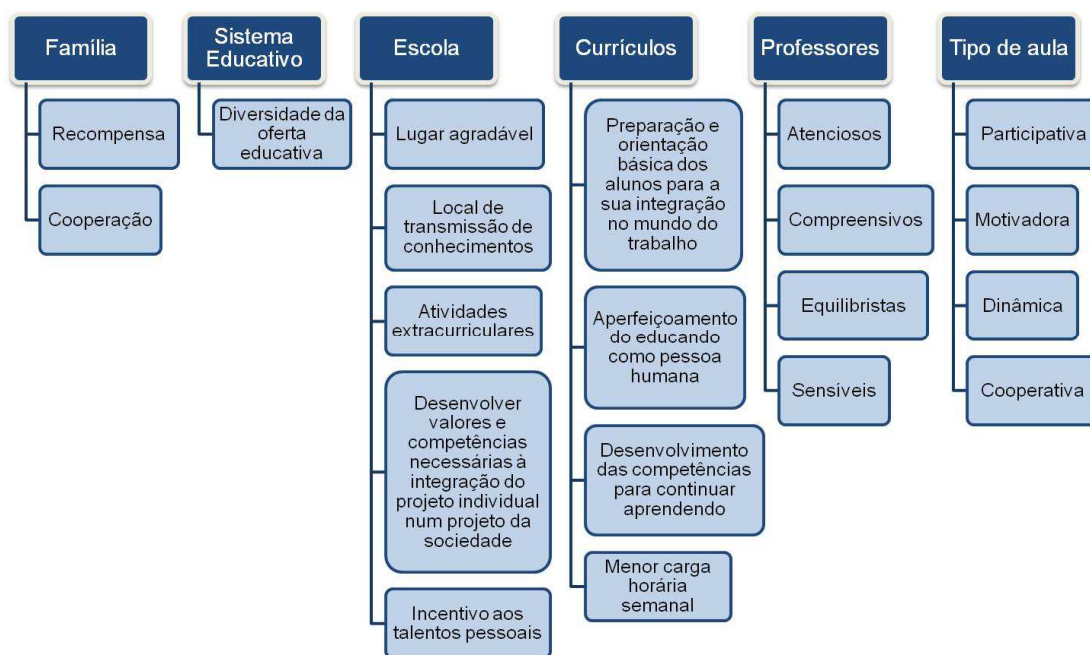 Família
Recompensa
Cooperação
Sistema
Educativo
Diversidade da
oferta
educativa
Escola
Lugar agradável
Local de
transmissão de
conhecimentos
Atividades
extracurriculares
Desenvolver
valores e
competências
necessárias à
integração do
projeto individual
num projeto da
sociedade
Incentivo aos
talentos pessoais
Currículos
Preparação e
orientação
básica dos
alunos para a
sua integração
no mundo do
trabalho
Aperfeiçoamento
do educando
como pessoa
humana
Desenvolvimento
das competências
para continuar
aprendendo
Menor carga
horária
semanal
Professores
Atenciosos
Compreensivos
Equilibristas
Sensíveis
Tipo de aula
Participativa
Motivadora
Dinâmica
Cooperativa